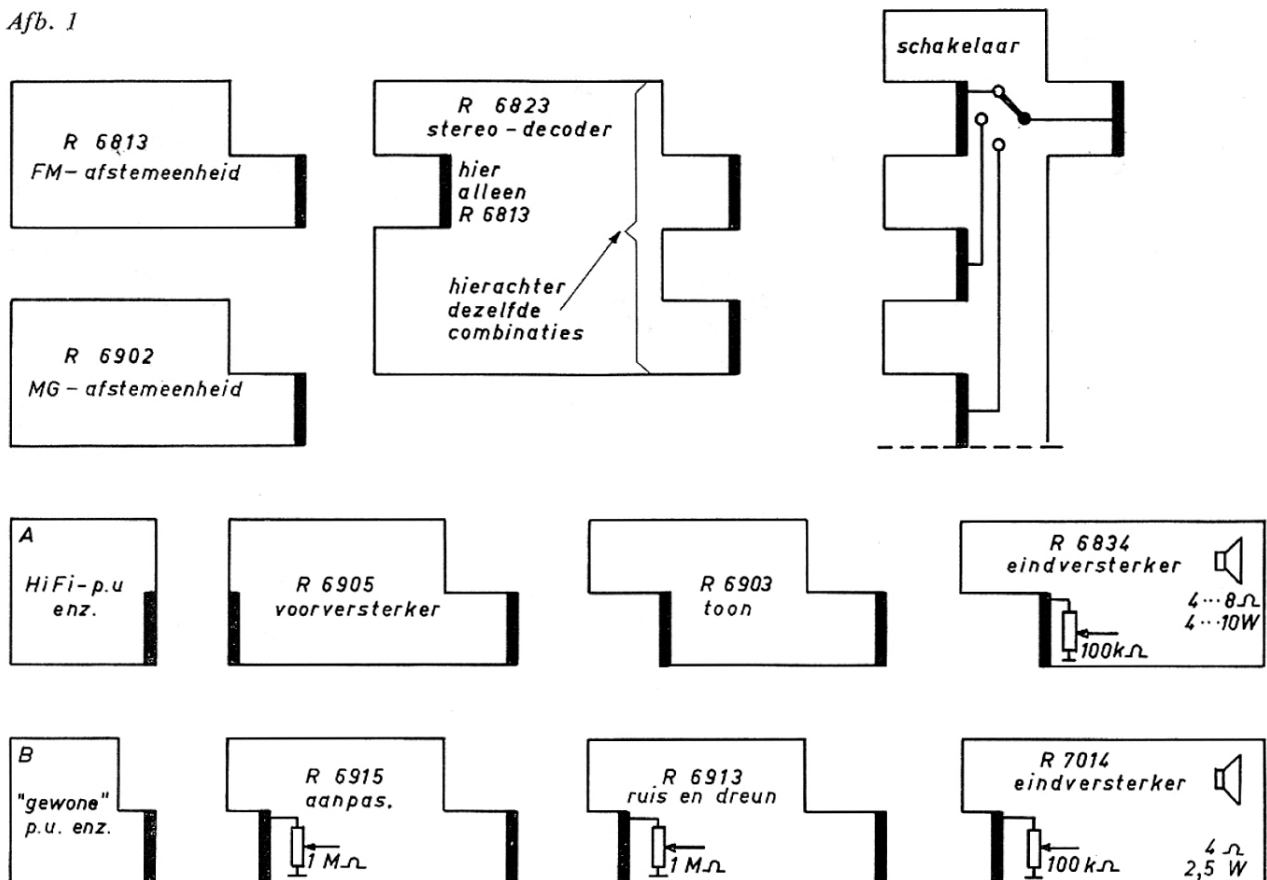 Afb. 1
R 6813
FM-afstemeenheid
R 6823
stereo-decoder
hier
alleen
R 6813
hierachter
dezelfde
combinaties
schakelaar
R 6902
MG-afstemeenheid
A
HiFi-p.u
enz.
R 6905
voorversterker
R 6903
toon
R 6834
eindversterker
4...8Ω
4...10W
100kΩ
B
"gewone"
p.u. enz.
R 6915
aanpas.
1 MΩ
R 6913
ruis en dreun
1 MΩ
R 7014
eindversterker
4 Ω
2,5 W
100kΩ